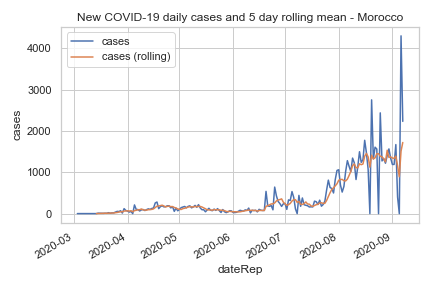 New COVID-19 daily cases and 5 day rolling mean - Morocco
cases
cases (rolling)
4000
3000
2000
1000
0
cases
2020-03
2020-04
2020-05
2020-06
2020-07
2020-08
2020-09
dateRep